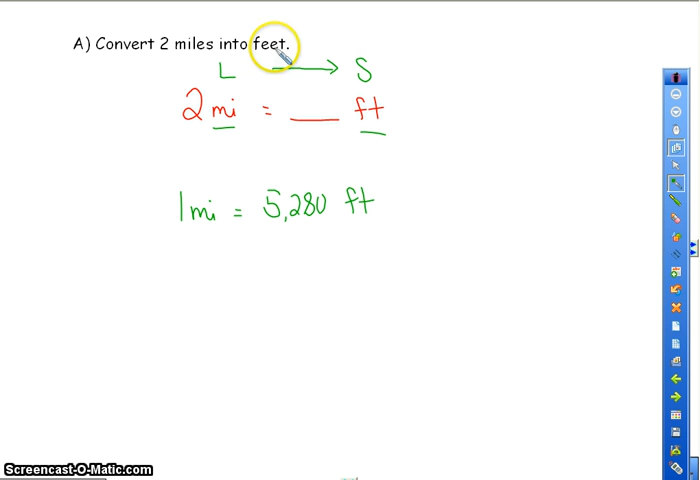 A) Convert 2 miles into feet.
L → S
2 mi = ___ ft
1 mi = 5,280 ft
Screencast-O-Matic.com